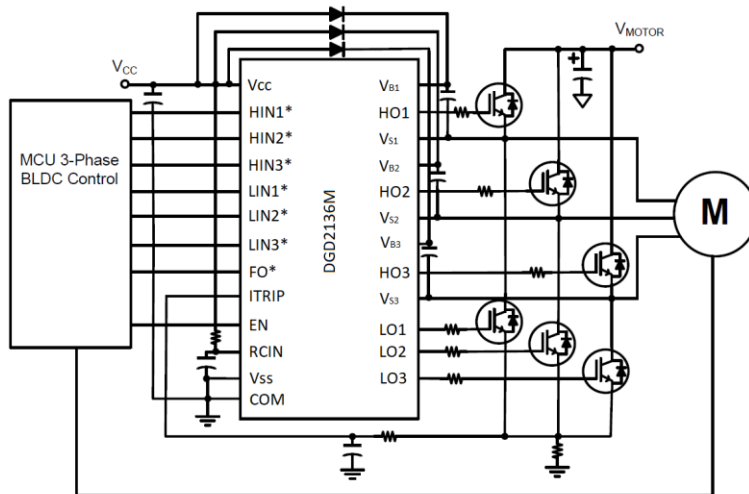 VCC
VMOTOR
MCU 3-Phase
BLDC Control
DGD2136M
Vcc
HIN1*
HIN2*
HIN3*
LIN1*
LIN2*
LIN3*
FO*
ITRIP
EN
RCIN
Vss
COM
VB1
HO1
VS1
VB2
HO2
VS2
VB3
HO3
VS3
LO1
LO2
LO3
+
M